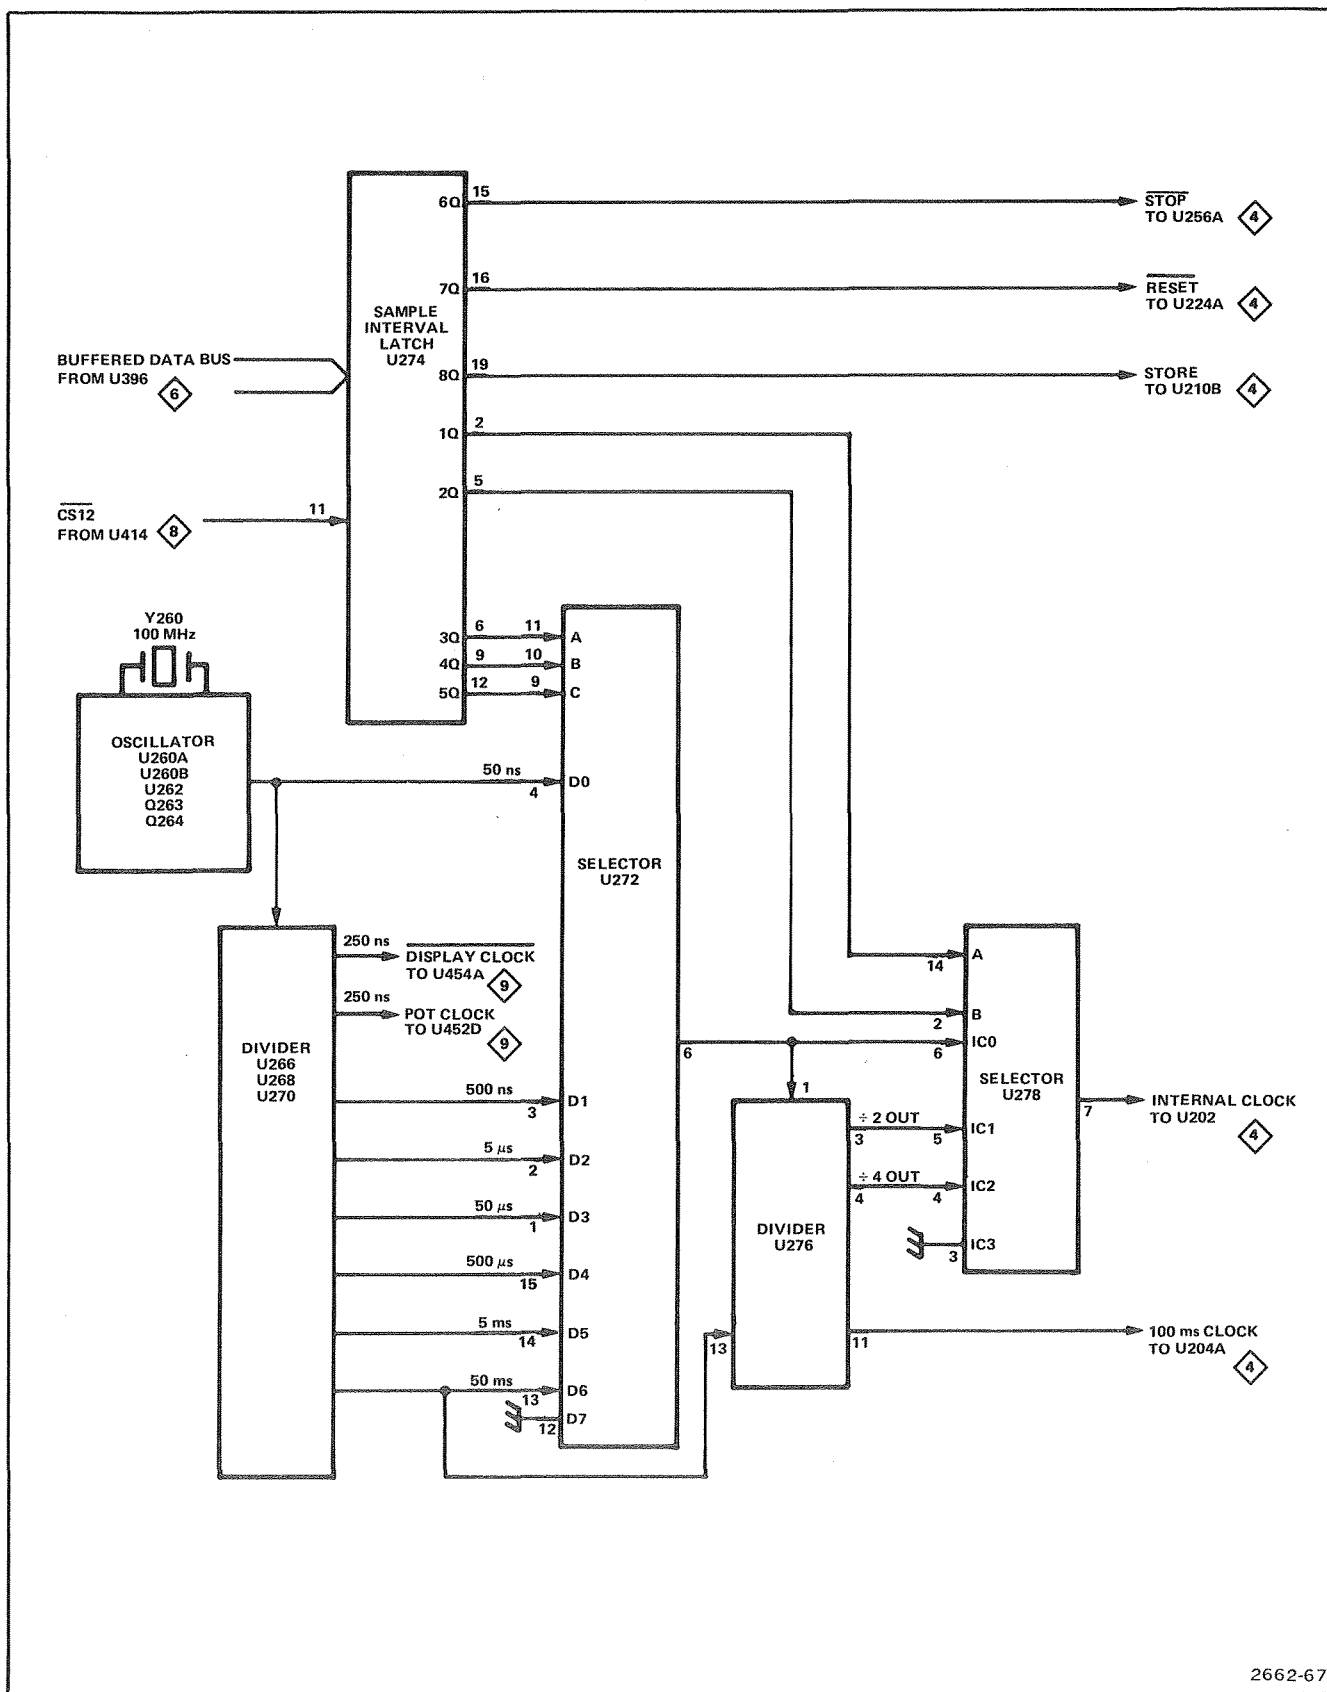 6Q 15
STOP
TO U256A 4
7Q 16
RESET
TO U224A 4
SAMPLE
INTERVAL
LATCH
U274
BUFFERED DATA BUS
FROM U396 6
8Q 19
STORE
TO U210B 4
1Q 2
2Q 5
CS12
FROM U414 8
11
Y260
100 MHz
3Q 6 11 A
4Q 9 10 B
5Q 12 9 C
OSCILLATOR
U260A
U260B
U262
Q263
Q264
50 ns
4 D0
SELECTOR
U272
250 ns
DISPLAY CLOCK
TO U454A 9
250 ns
POT CLOCK
TO U452D 9
DIVIDER
U266
U268
U270
500 ns
3 D1
5 μs
2 D2
50 μs
1 D3
500 μs
15 D4
5 ms
14 D5
50 ms
13 D6
12 D7
6
14 A
2 B
6 IC0
SELECTOR
U278
1
÷ 2 OUT
3 5 IC1
÷ 4 OUT
4 4 IC2
3 IC3
7
INTERNAL CLOCK
TO U202 4
DIVIDER
U276
13
11
100 ms CLOCK
TO U204A 4
2662-67